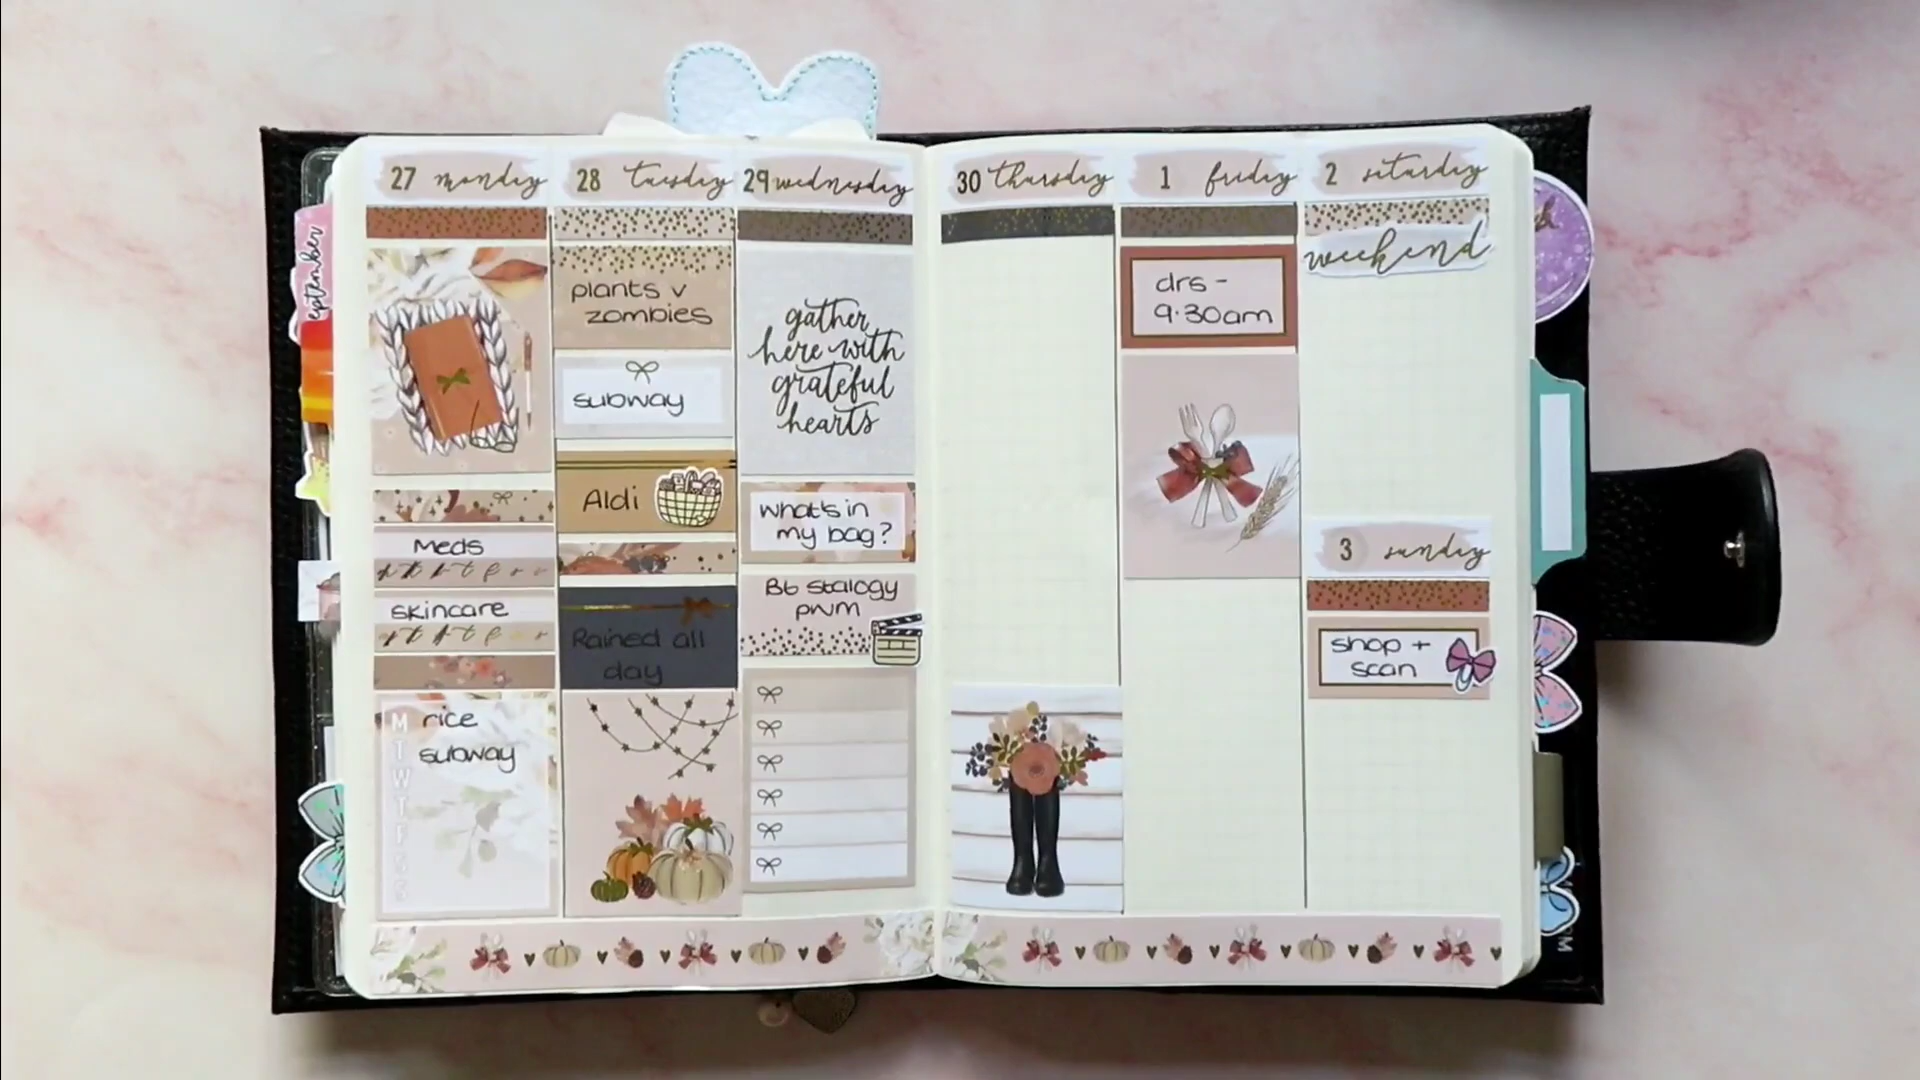 27 monday
28 tuesday
29 wednesday
30 thursday
1 friday
2 saturday
weekend
plants v
zombies
subway
Aldi
Rained all
day
Meds
skincare
M rice
subway
T
W
T
F
S
S
gather
here with
grateful
hearts
What's in
my bag?
B6 Stalogy
PWM
drs -
9.30am
3 sunday
shop +
scan